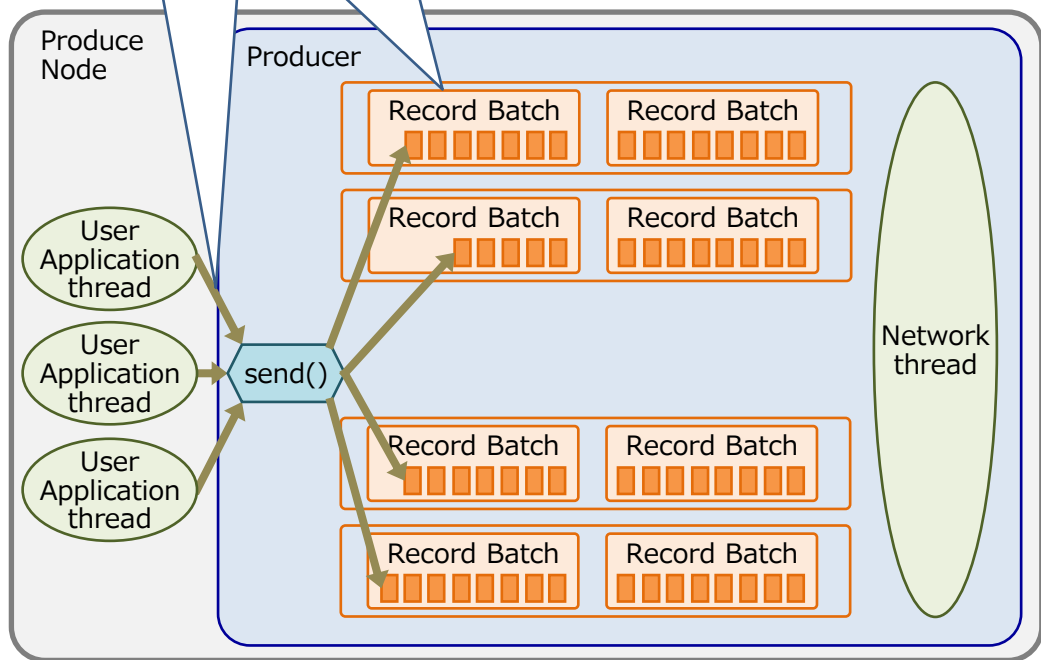 Produce
Node
Producer
Record Batch
Record Batch
Record Batch
Record Batch
User
Application
thread
User
Application
thread
User
Application
thread
send()
Network
thread
Record Batch
Record Batch
Record Batch
Record Batch